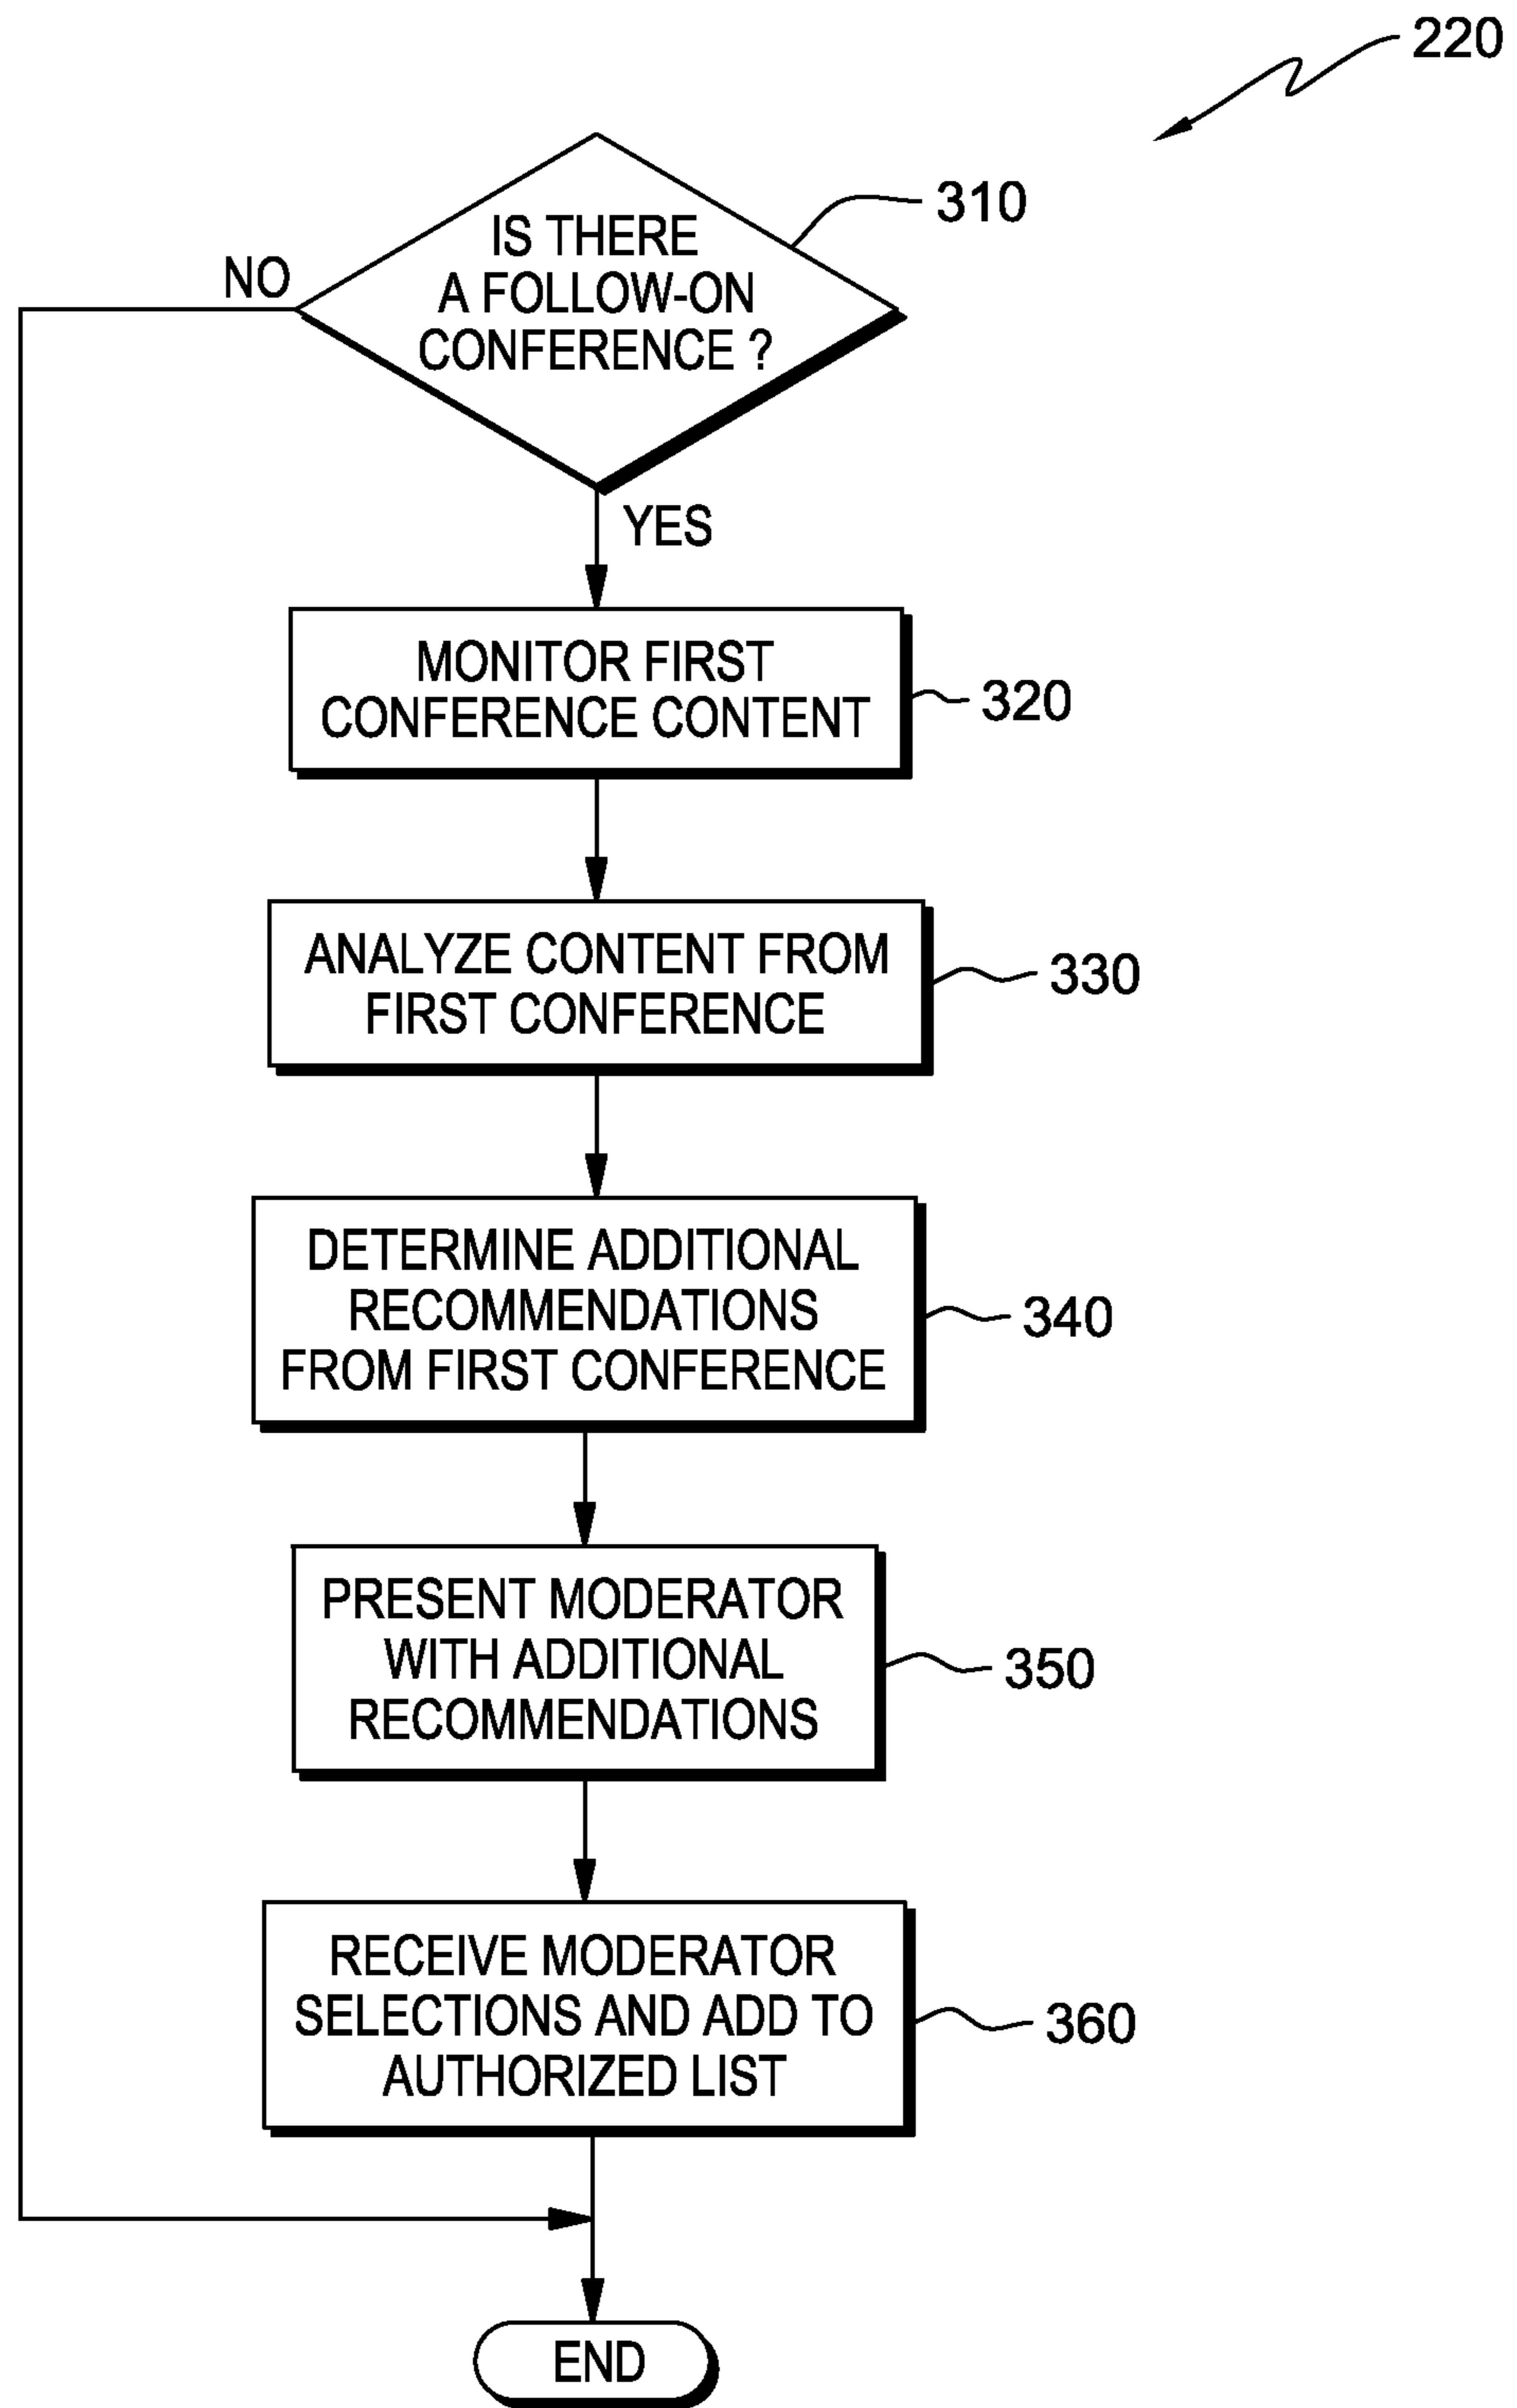 220
310
IS THERE
A FOLLOW-ON
CONFERENCE ?
NO
YES
MONITOR FIRST
CONFERENCE CONTENT
320
ANALYZE CONTENT FROM
FIRST CONFERENCE
330
DETERMINE ADDITIONAL
RECOMMENDATIONS
FROM FIRST CONFERENCE
340
PRESENT MODERATOR
WITH ADDITIONAL
RECOMMENDATIONS
350
RECEIVE MODERATOR
SELECTIONS AND ADD TO
AUTHORIZED LIST
360
END